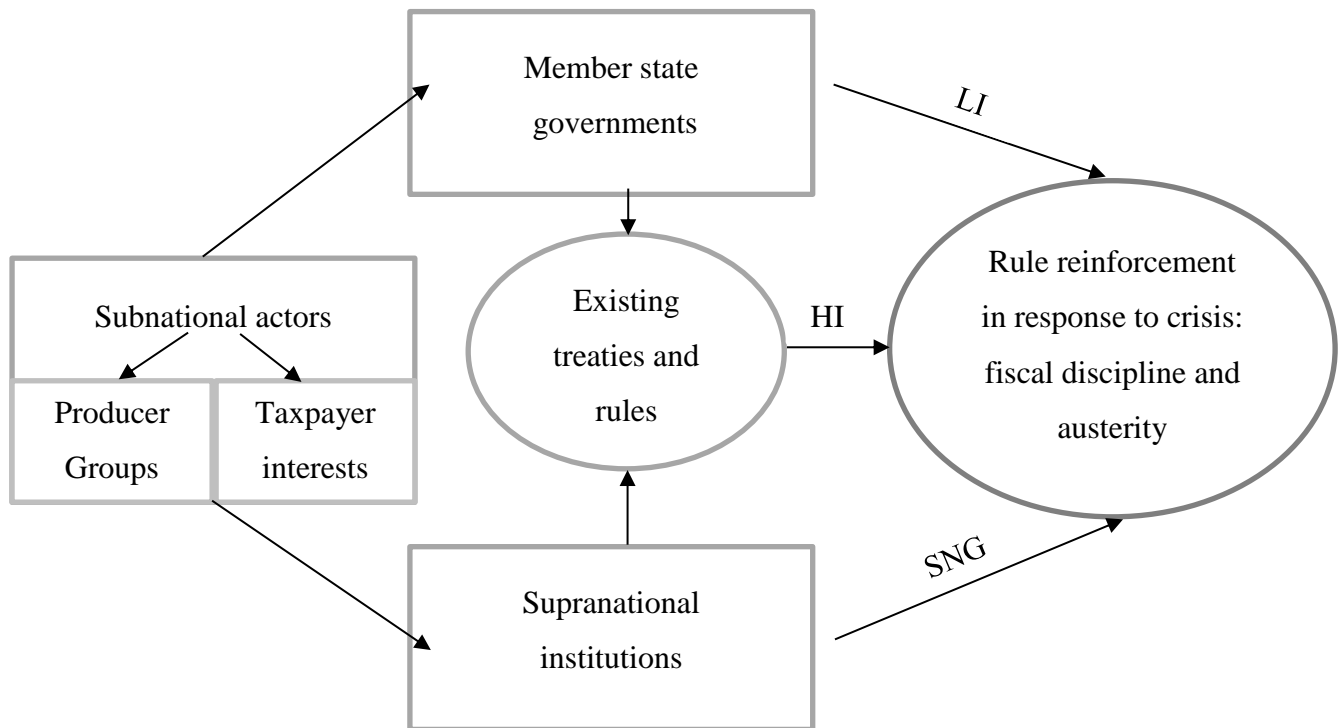 Member state
governments
LI
Subnational actors
Producer
Groups
Taxpayer
interests
Existing
treaties and
rules
HI
Rule reinforcement
in response to crisis:
fiscal discipline and
austerity
SNG
Supranational
institutions